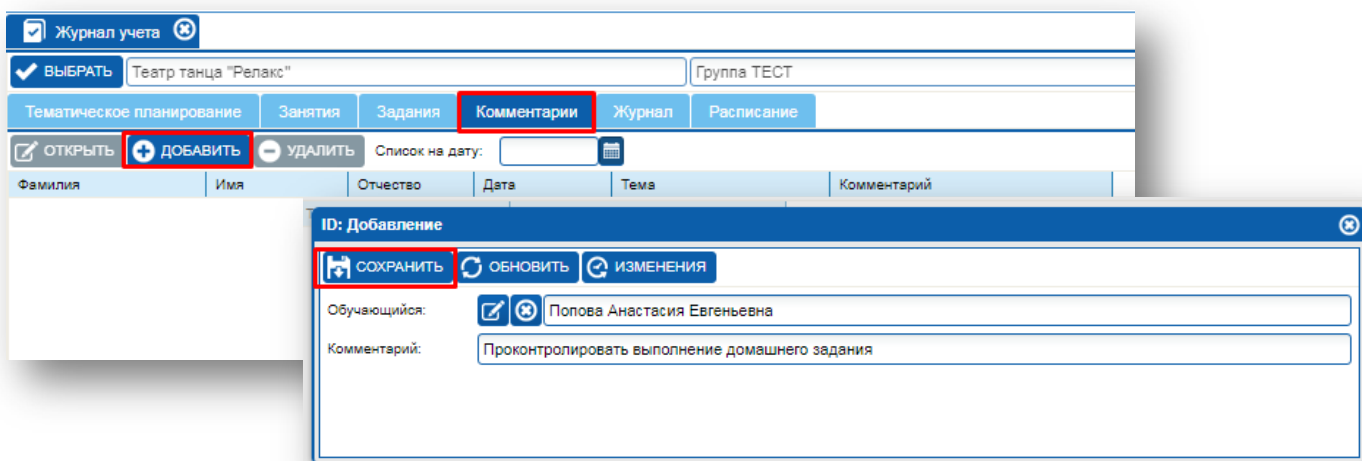 Журнал учета
ВЫБРАТЬ Театр танца "Релакс" Группа ТЕСТ
Тематическое планирование Занятия Задания Комментарии Журнал Расписание
ОТКРЫТЬ ДОБАВИТЬ УДАЛИТЬ Список на дату:
Фамилия Имя Отчество Дата Тема Комментарий
ID: Добавление
СОХРАНИТЬ ОБНОВИТЬ ИЗМЕНЕНИЯ
Обучающийся: Попова Анастасия Евгеньевна
Комментарий: Проконтролировать выполнение домашнего задания